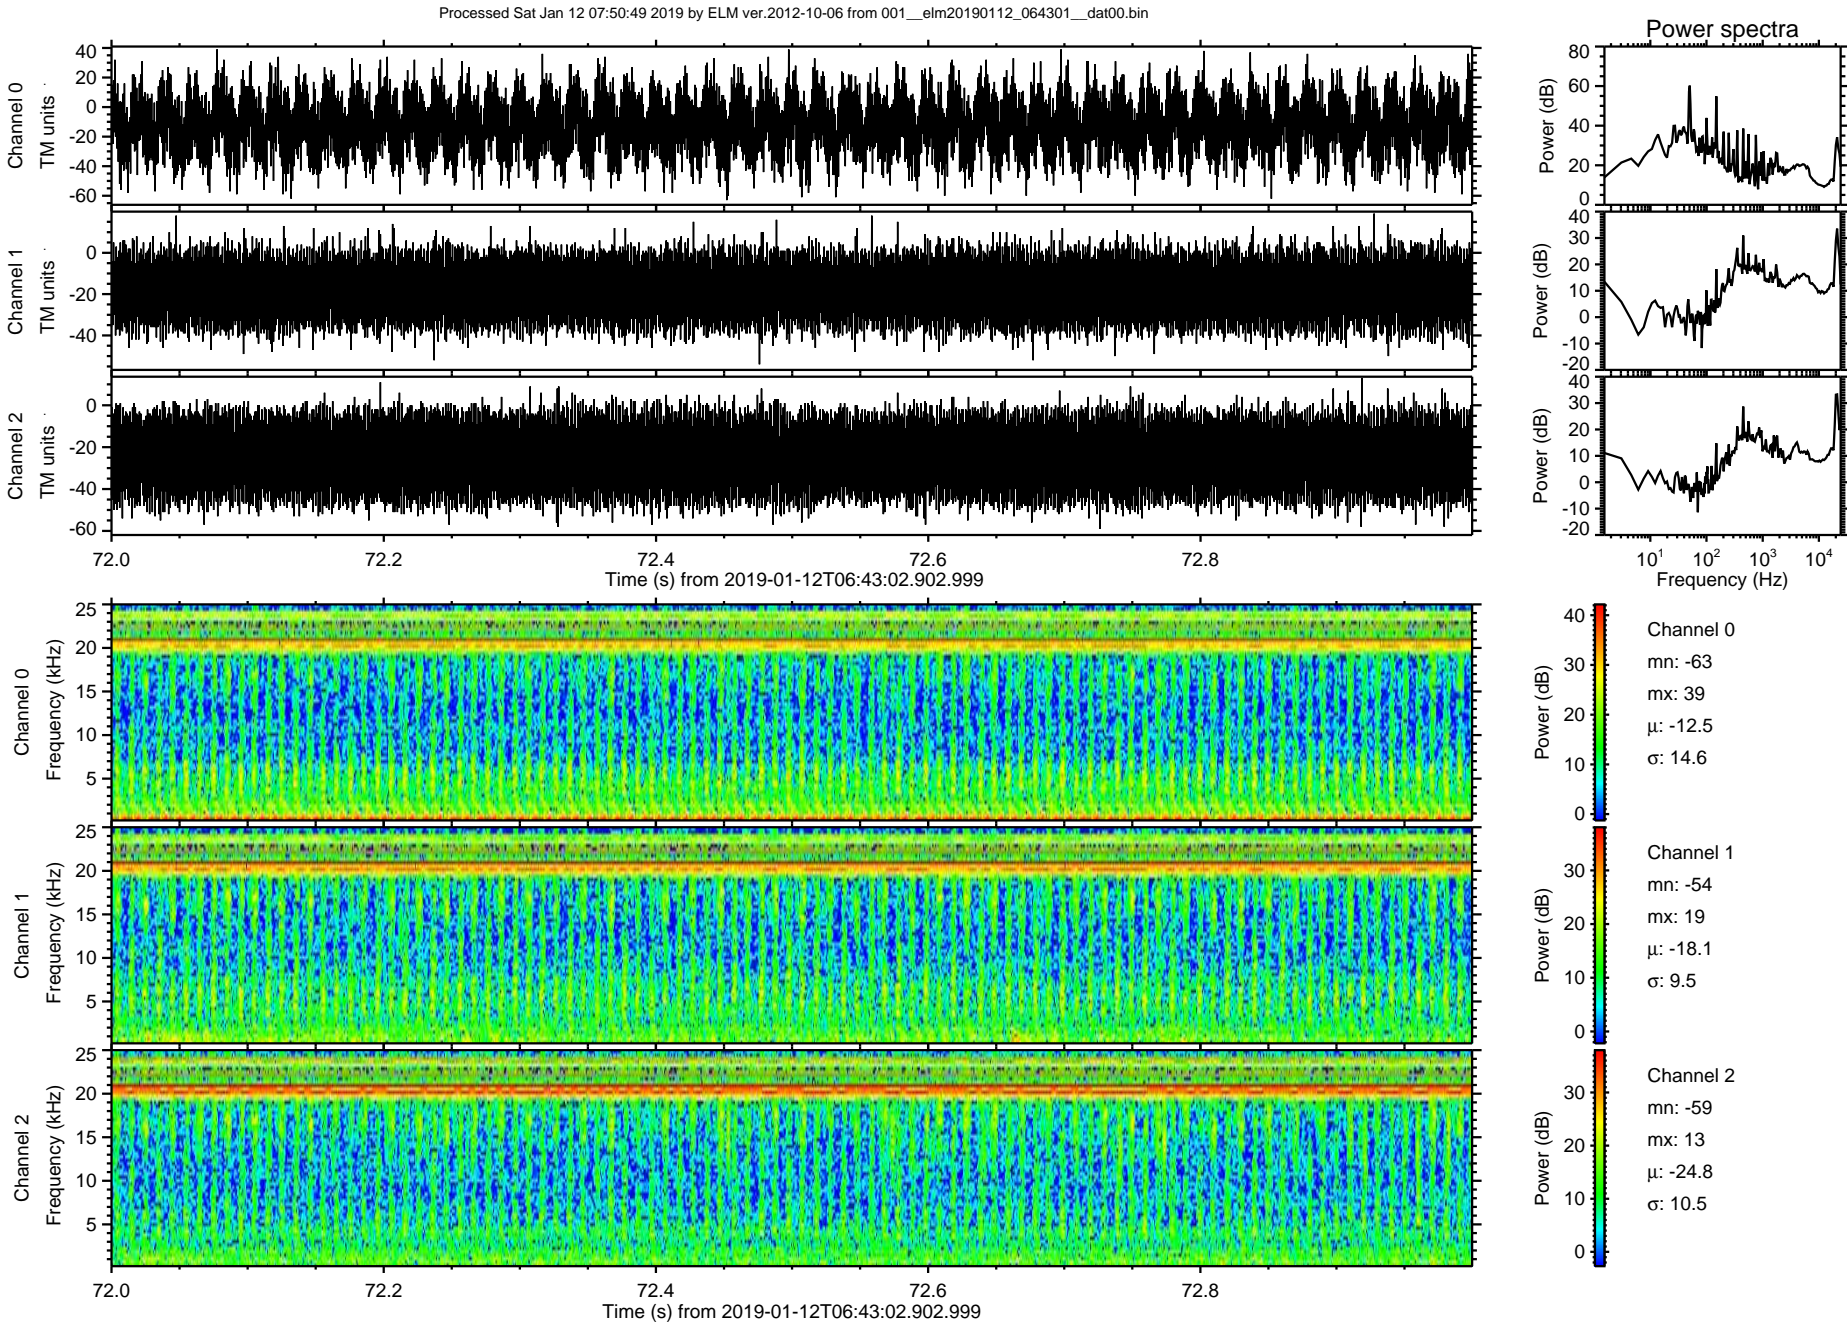 Processed Sat Jan 12 07:50:49 2019 by ELM ver.2012-10-06 from 001__elm20190112_064301__dat00.bin
Power spectra
Channel 0
TM units
40
20
0
-20
-40
-60
Power (dB)
80
60
40
20
0
Channel 1
TM units
0
-20
-40
Power (dB)
40
30
20
10
0
-10
-20
Channel 2
TM units
0
-20
-40
-60
Power (dB)
40
30
20
10
0
-10
-20
72.0 72.2 72.4 72.6 72.8
Time (s) from 2019-01-12T06:43:02.902.999
10^1 10^2 10^3 10^4
Frequency (Hz)
Channel 0
Frequency (kHz)
25
20
15
10
5
Power (dB)
40
30
20
10
0
Channel 0
mn: -63
mx: 39
μ: -12.5
σ: 14.6
Channel 1
Frequency (kHz)
25
20
15
10
5
Power (dB)
30
20
10
0
Channel 1
mn: -54
mx: 19
μ: -18.1
σ: 9.5
Channel 2
Frequency (kHz)
25
20
15
10
5
Power (dB)
30
20
10
0
Channel 2
mn: -59
mx: 13
μ: -24.8
σ: 10.5
72.0 72.2 72.4 72.6 72.8
Time (s) from 2019-01-12T06:43:02.902.999